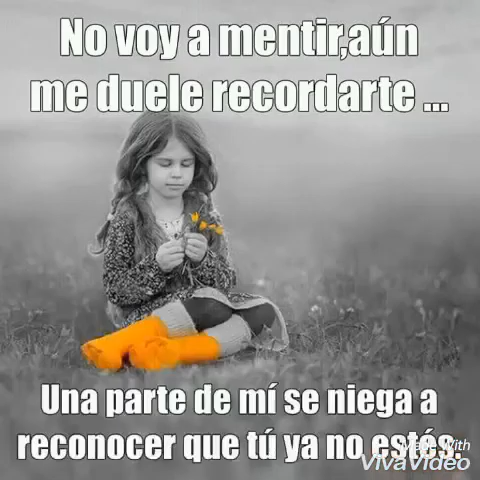 No voy a mentir,aún
me duele recordarte ...
Una parte de mí se niega a
reconocer que tú ya no estés.
Made With
VivaVideo